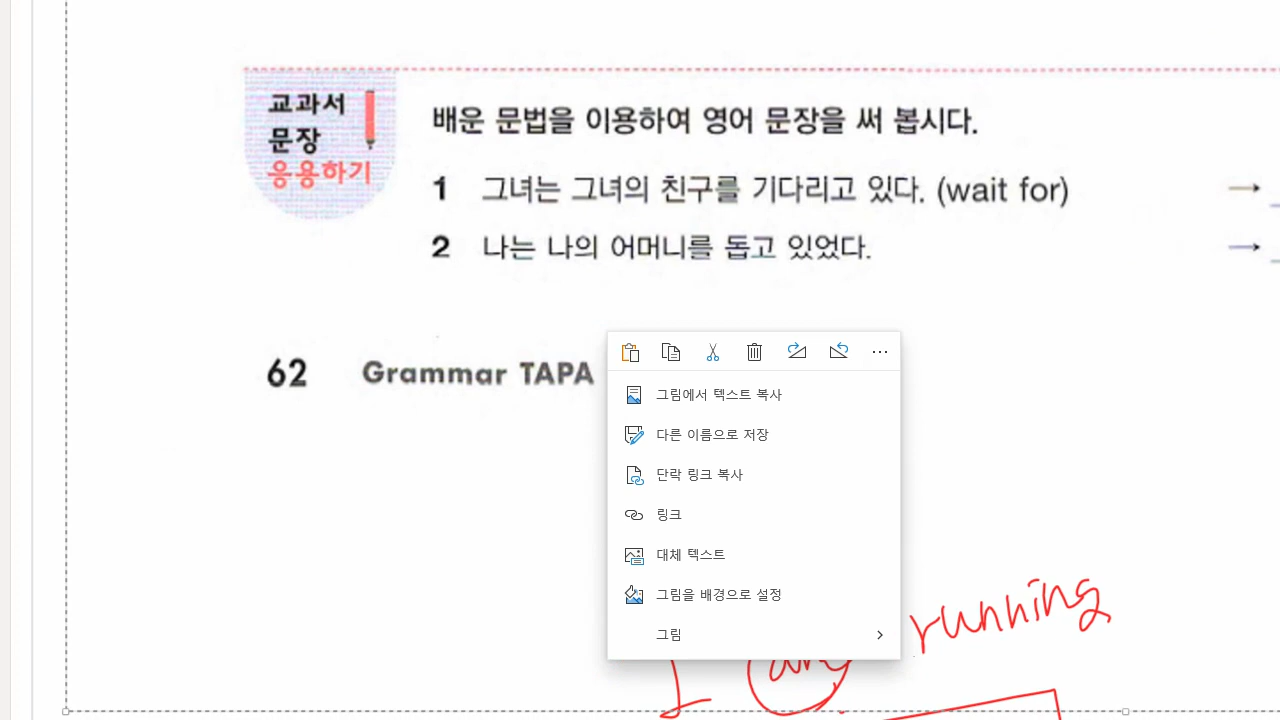 교과서
문장
응용하기
배운 문법을 이용하여 영어 문장을 써 봅시다.
1 그녀는 그녀의 친구를 기다리고 있다. (wait for) →
2 나는 나의 어머니를 돕고 있었다. →
62 Grammar TAPA
그림에서 텍스트 복사
다른 이름으로 저장
단락 링크 복사
링크
대체 텍스트
그림을 배경으로 설정
그림
I am running